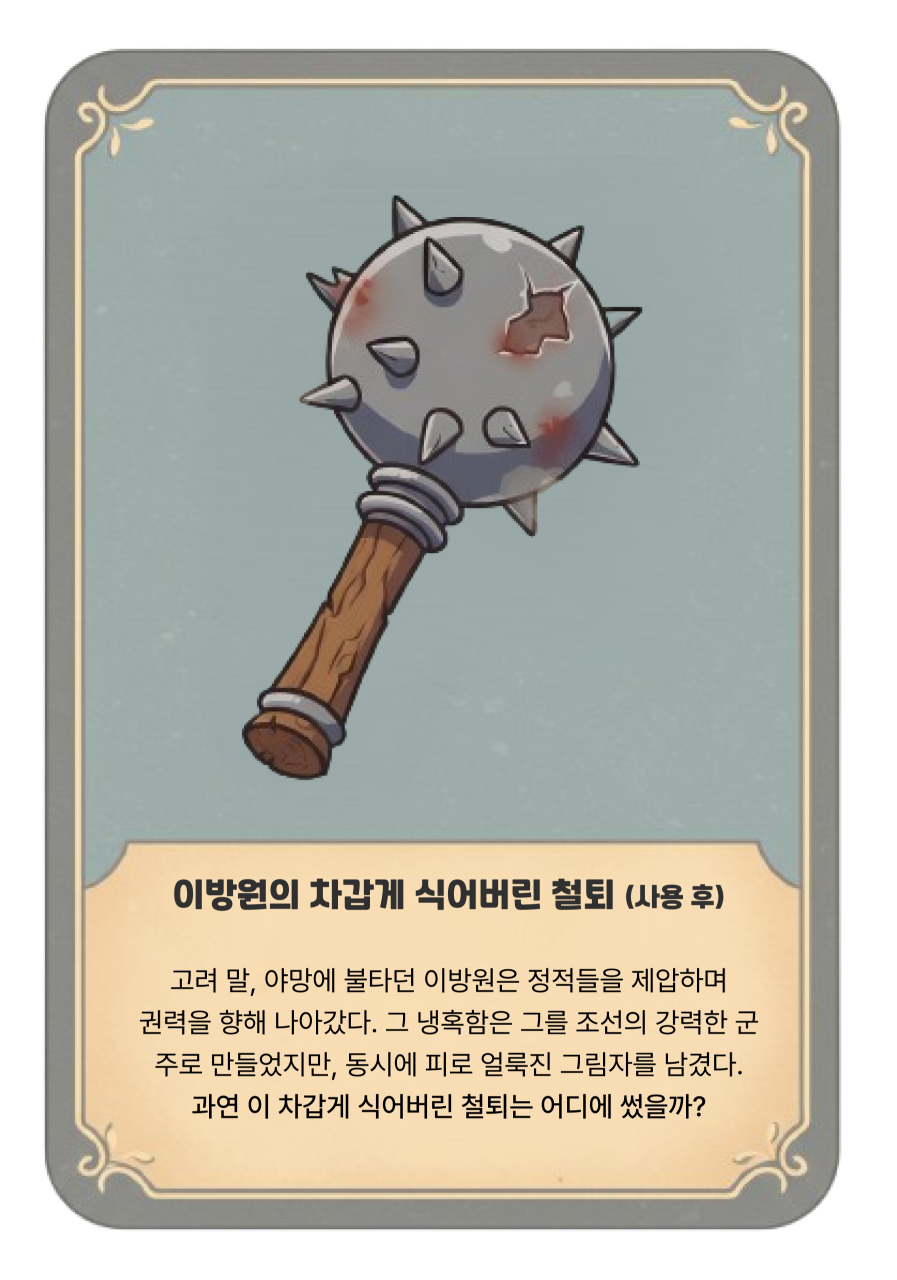 이방원의 차갑게 식어버린 철퇴 (사용 후)
고려 말, 야망에 불타던 이방원은 정적들을 제압하며
권력을 향해 나아갔다. 그 냉혹함은 그를 조선의 강력한 군
주로 만들었지만, 동시에 피로 얼룩진 그림자를 남겼다.
과연 이 차갑게 식어버린 철퇴는 어디에 썼을까?